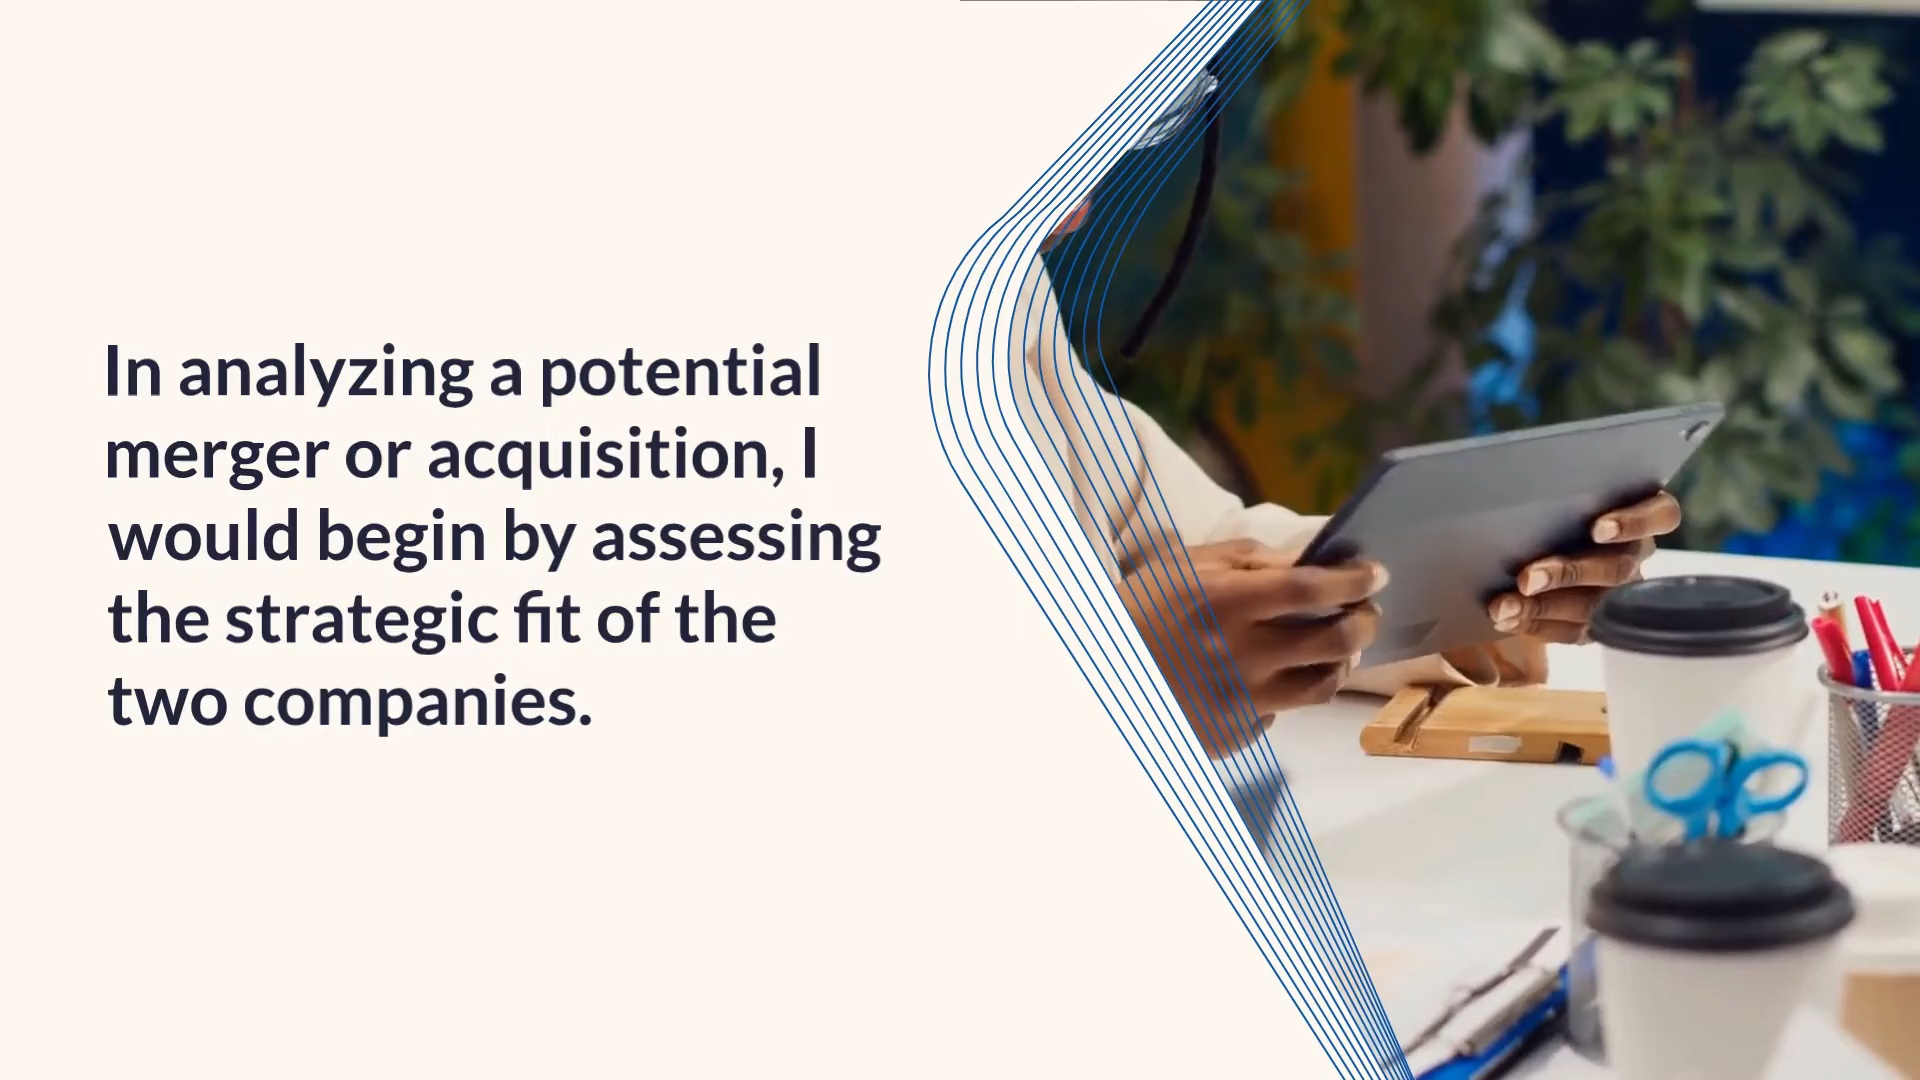 In analyzing a potential
merger or acquisition, I
would begin by assessing
the strategic fit of the
two companies.